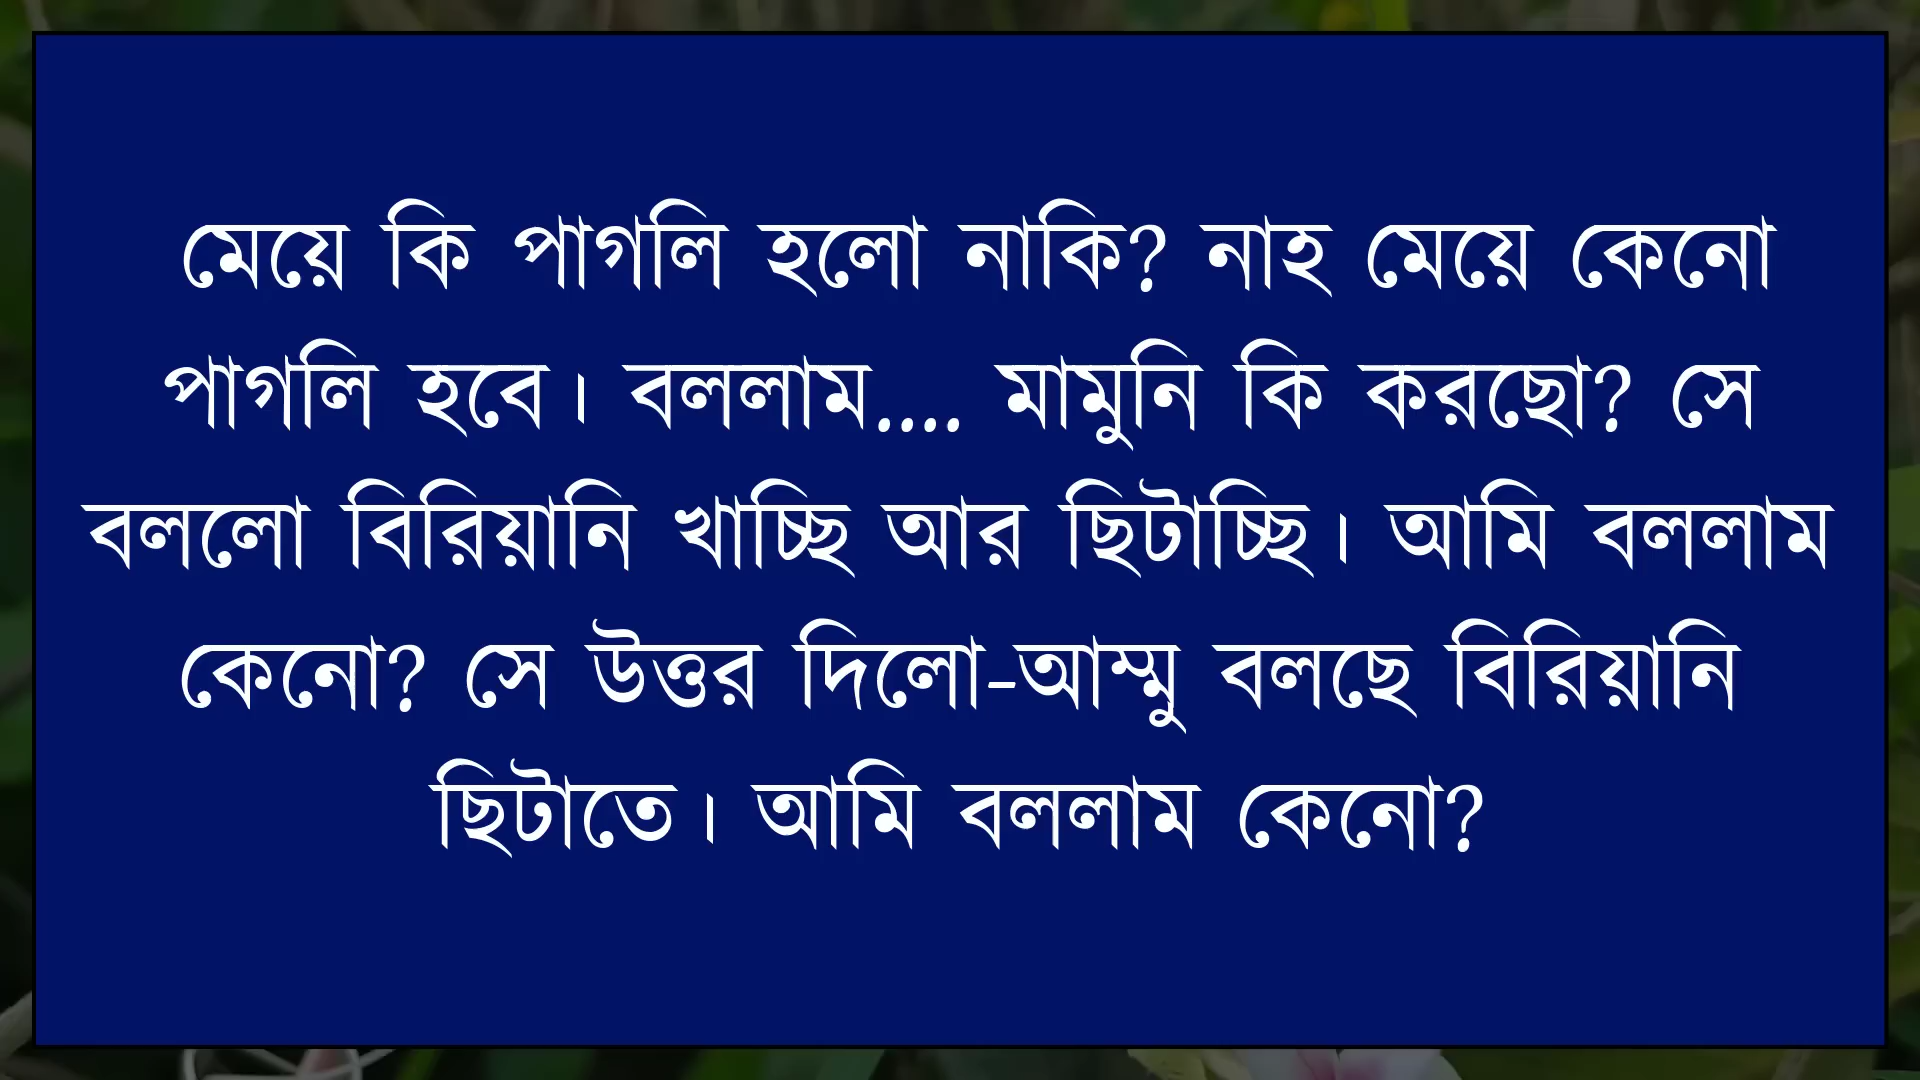 মেয়ে কি পাগলি হলো নাকি? নাহ মেয়ে কেনো
পাগলি হবে। বললাম.... মামুনি কি করছো? সে
বললো বিরিয়ানি খাচ্ছি আর ছিটাচ্ছি। আমি বললাম
কেনো? সে উত্তর দিলো-আম্মু বলছে বিরিয়ানি
ছিটাতে। আমি বললাম কেনো?